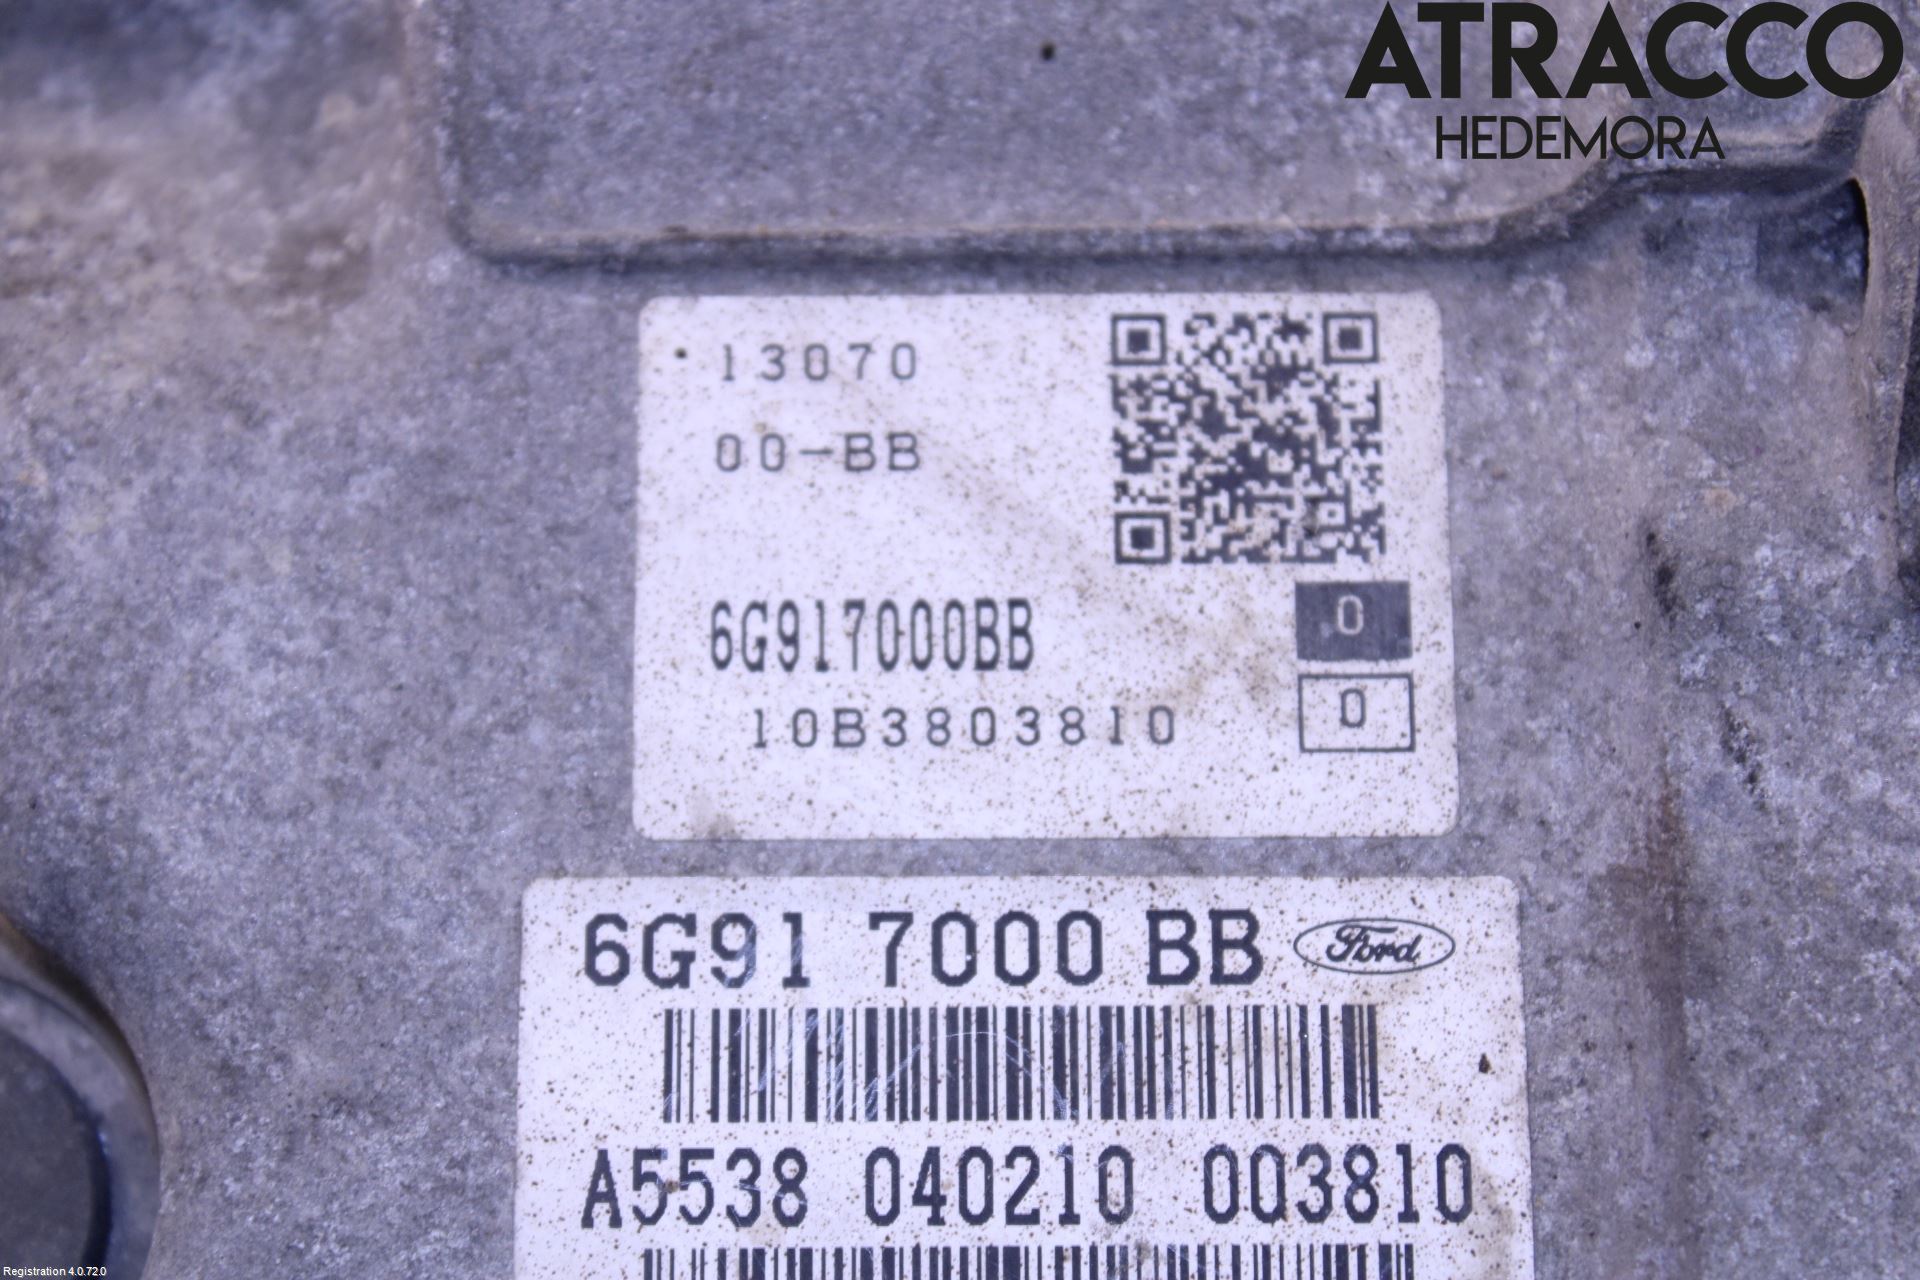 ATRACCO
HEDEMORA
13070
00-BB
6G917000BB
0
10B3803810
0
6G91 7000 BB Ford
A5538 040210 003810
Registration 4.0.72.0